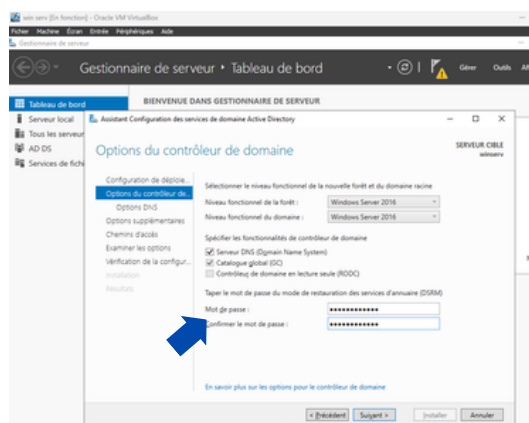 win serv [En fonction] - Oracle VM VirtualBox
Fichier Machine Écran Entrée Périphériques Aide
Gestionnaire de serveur
Gestionnaire de serveur • Tableau de bord
Gérer Outils
Tableau de bord
BIENVENUE DANS GESTIONNAIRE DE SERVEUR
Serveur local
Tous les serveur
AD DS
Services de fichi
Assistant Configuration des services de domaine Active Directory
Options du contrôleur de domaine
SERVEUR CIBLE
winserv
Configuration de déploie...
Options du contrôleur de...
Options DNS
Options supplémentaires
Chemins d'accès
Examiner les options
Vérification de la configur...
Installation
Résultats
Sélectionner le niveau fonctionnel de la nouvelle forêt et du domaine racine
Niveau fonctionnel de la forêt : Windows Server 2016
Niveau fonctionnel du domaine : Windows Server 2016
Spécifier les fonctionnalités de contrôleur de domaine
Serveur DNS (Domain Name System)
Catalogue global (GC)
Contrôleur de domaine en lecture seule (RODC)
Taper le mot de passe du mode de restauration des services d'annuaire (DSRM)
Mot de passe : ••••••••••••
Confirmer le mot de passe : ••••••••••••
En savoir plus sur les options pour le contrôleur de domaine
< Précédent Suivant > Installer Annuler